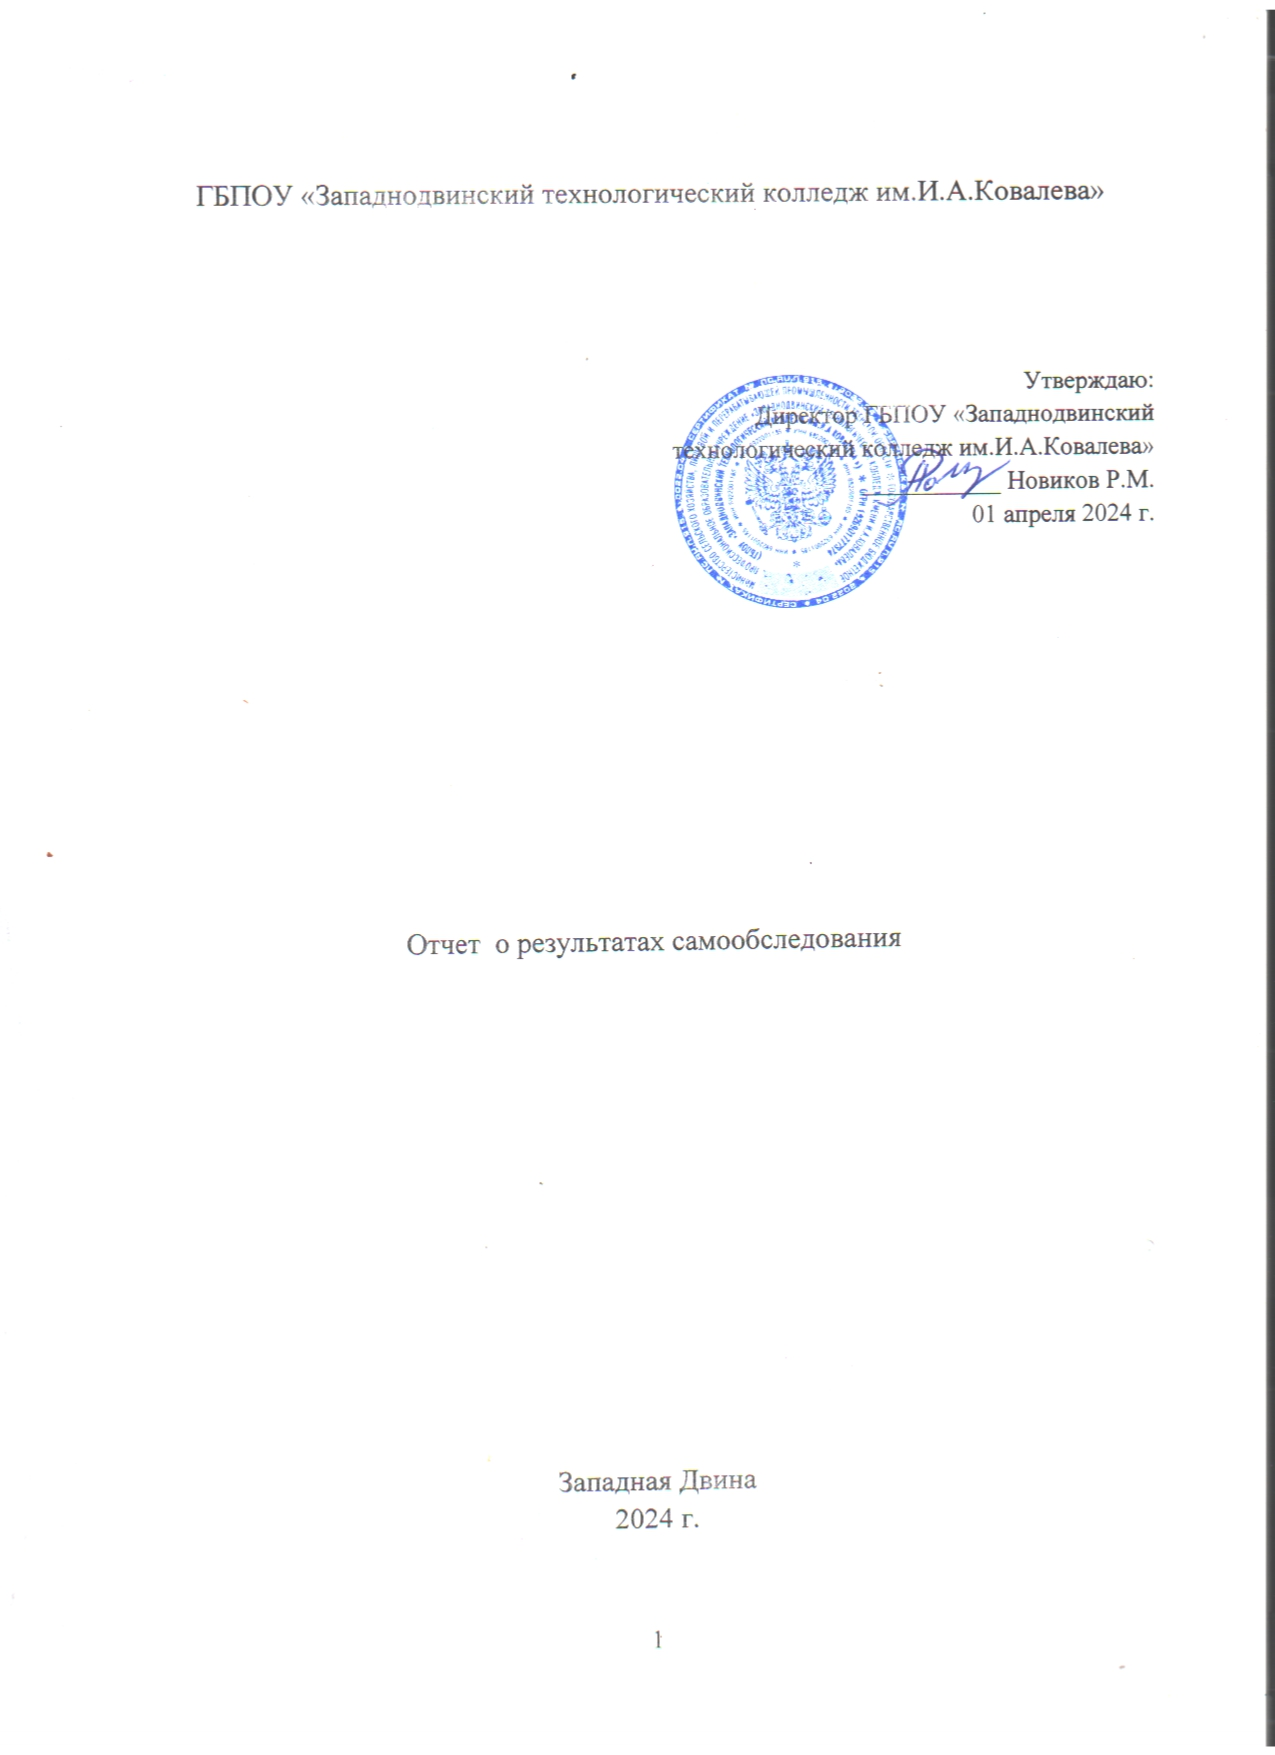 ГБПОУ «Западнодвинский технологический колледж им.И.А.Ковалева»
Утверждаю:
Директор ГБПОУ «Западнодвинский
технологический колледж им.И.А.Ковалева»
Новиков Р.М.
01 апреля 2024 г.
Отчет о результатах самообследования
Западная Двина
2024 г.
1